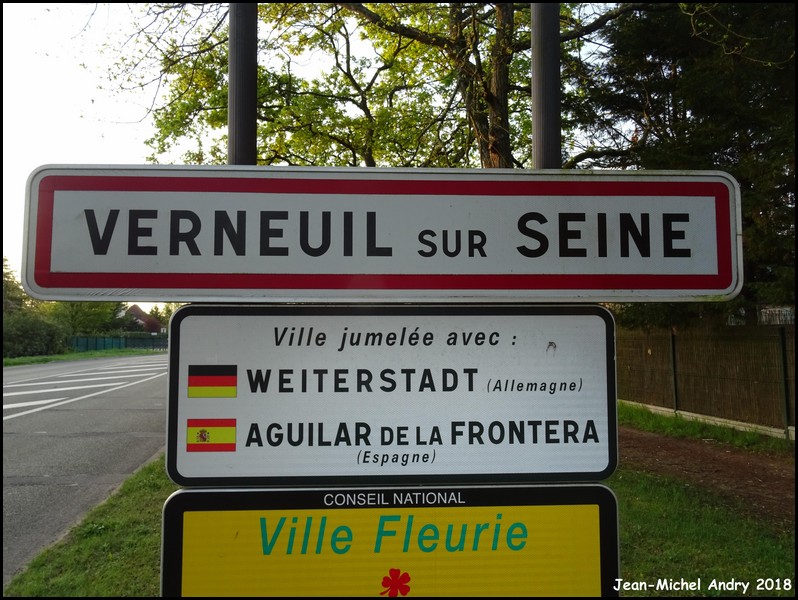 VERNEUIL SUR SEINE
Ville jumelée avec :
WEITERSTADT (Allemagne)
AGUILAR DE LA FRONTERA
(Espagne)
CONSEIL NATIONAL
Ville Fleurie
Jean-Michel Andry 2018